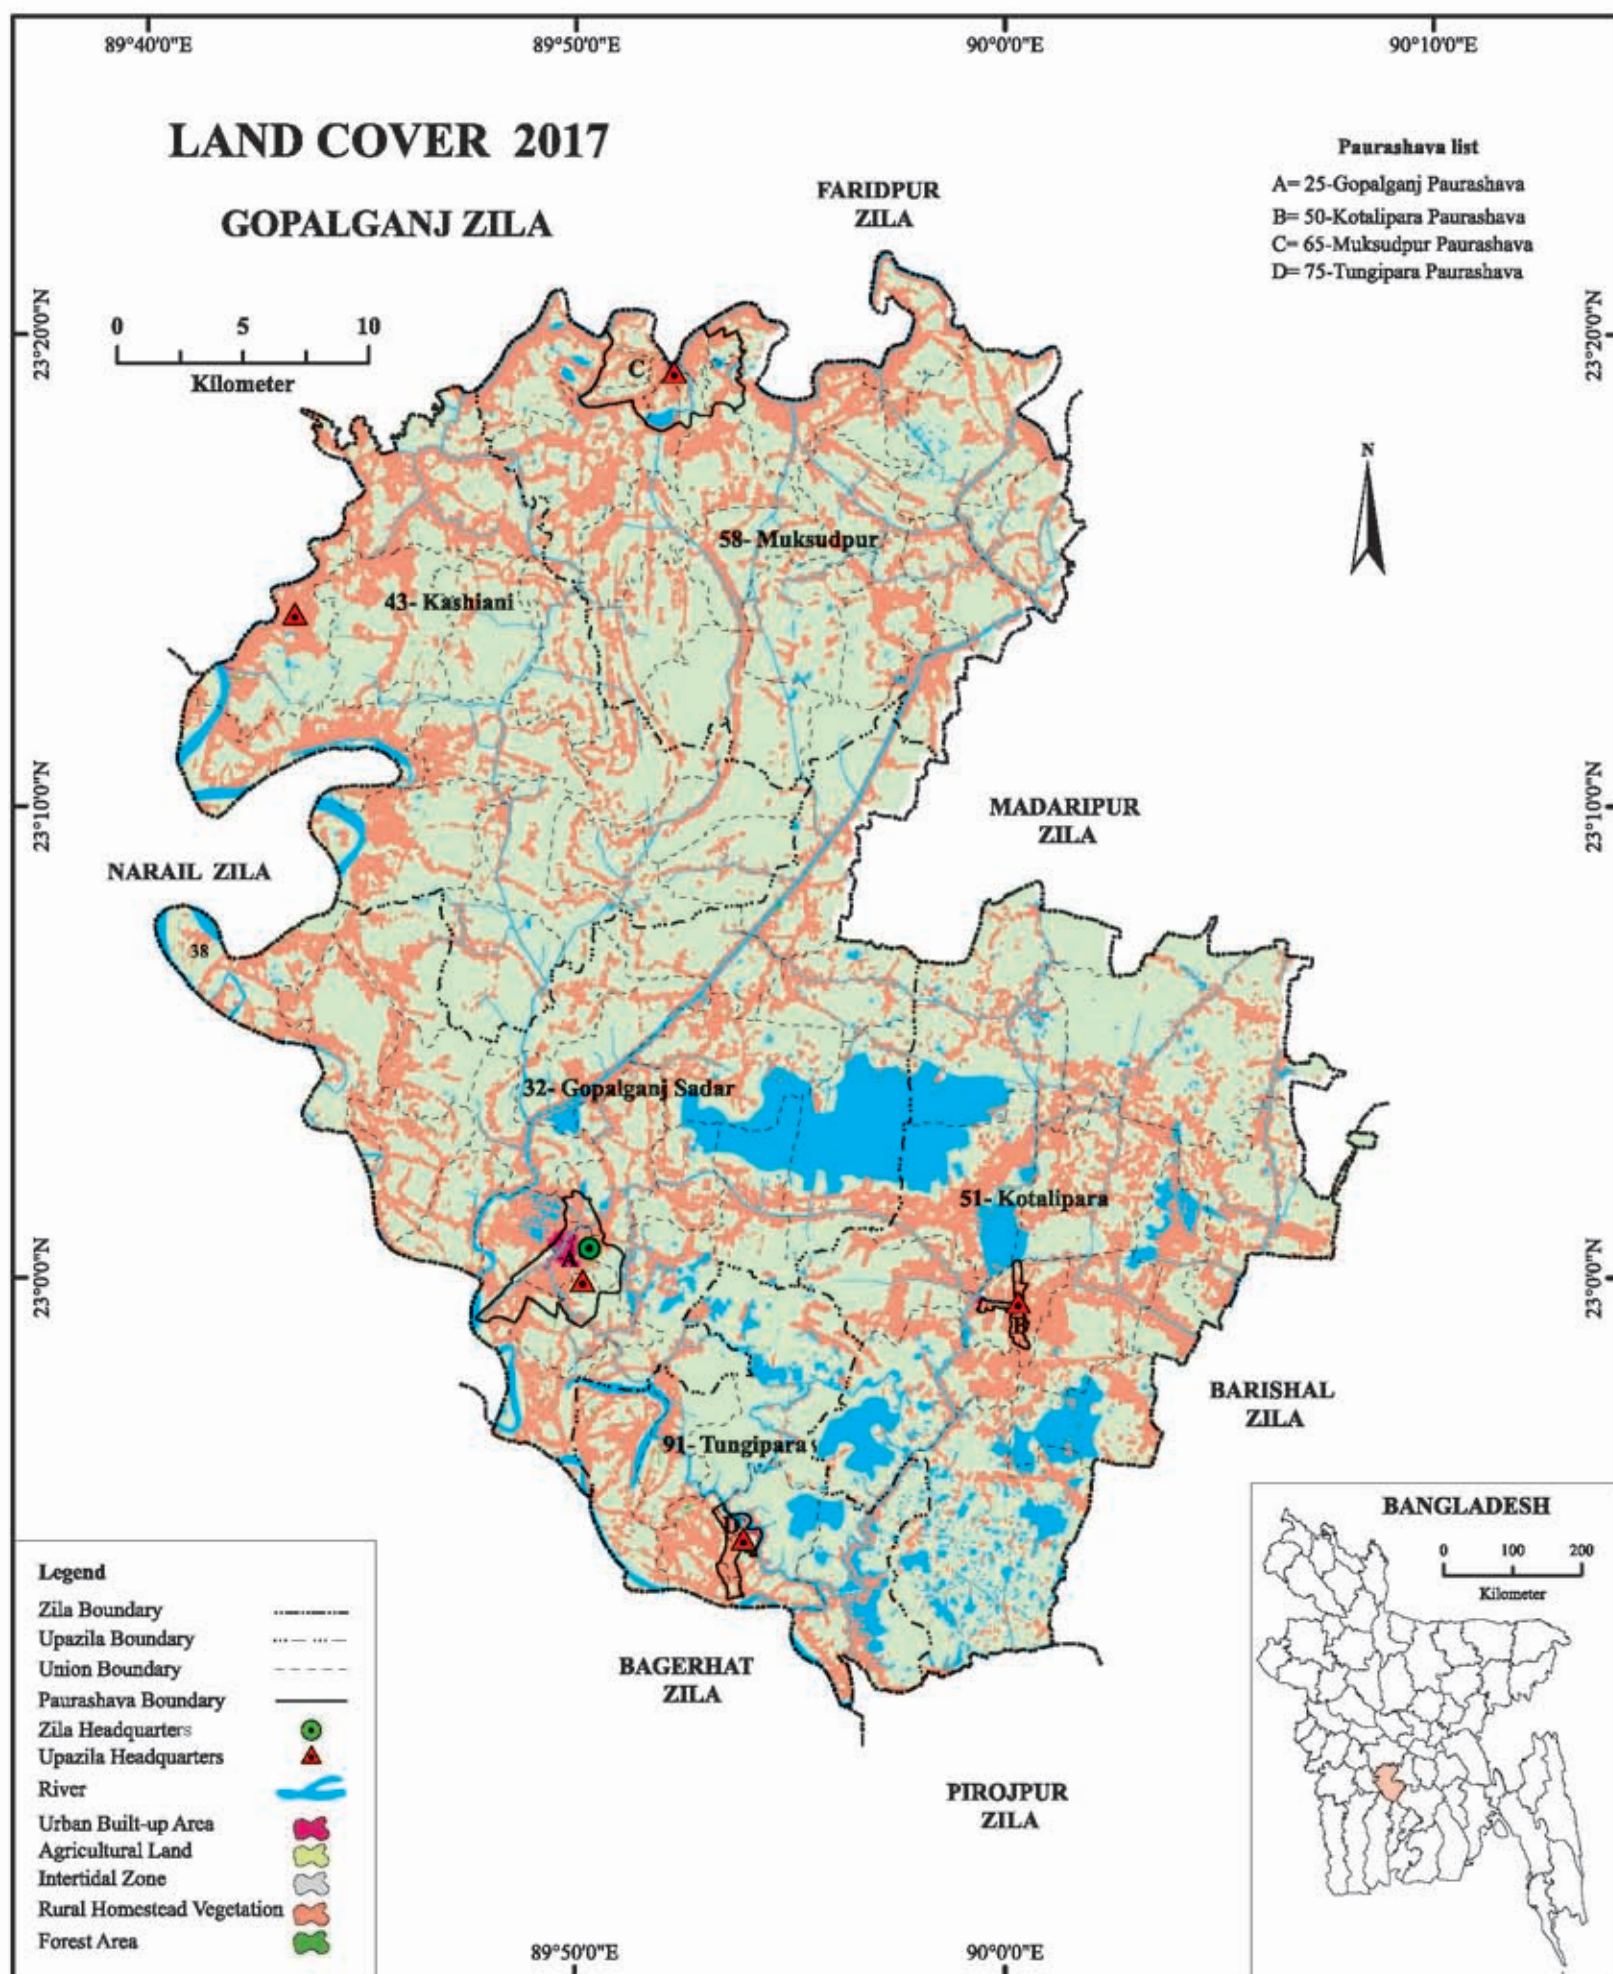 89°40'0"E
89°50'0"E
90°0'0"E
90°10'0"E
LAND COVER 2017
GOPALGANJ ZILA
Paurashava list
A= 25-Gopalganj Paurashava
B= 50-Kotalipara Paurashava
C= 65-Muksudpur Paurashava
D= 75-Tungipara Paurashava
FARIDPUR
ZILA
23°20'0"N
23°20'0"N
0 5 10
Kilometer
C
N
58- Muksudpur
43- Kashiani
23°10'0"N
23°10'0"N
MADARIPUR
ZILA
NARAIL ZILA
38
32- Gopalganj Sadar
51- Kotalipara
A
23°0'0"N
23°0'0"N
B
BARISHAL
ZILA
91- Tungipara
D
BAGERHAT
ZILA
PIROJPUR
ZILA
Legend
Zila Boundary
Upazila Boundary
Union Boundary
Paurashava Boundary
Zila Headquarters
Upazila Headquarters
River
Urban Built-up Area
Agricultural Land
Intertidal Zone
Rural Homestead Vegetation
Forest Area
BANGLADESH
0 100 200
Kilometer
89°50'0"E
90°0'0"E